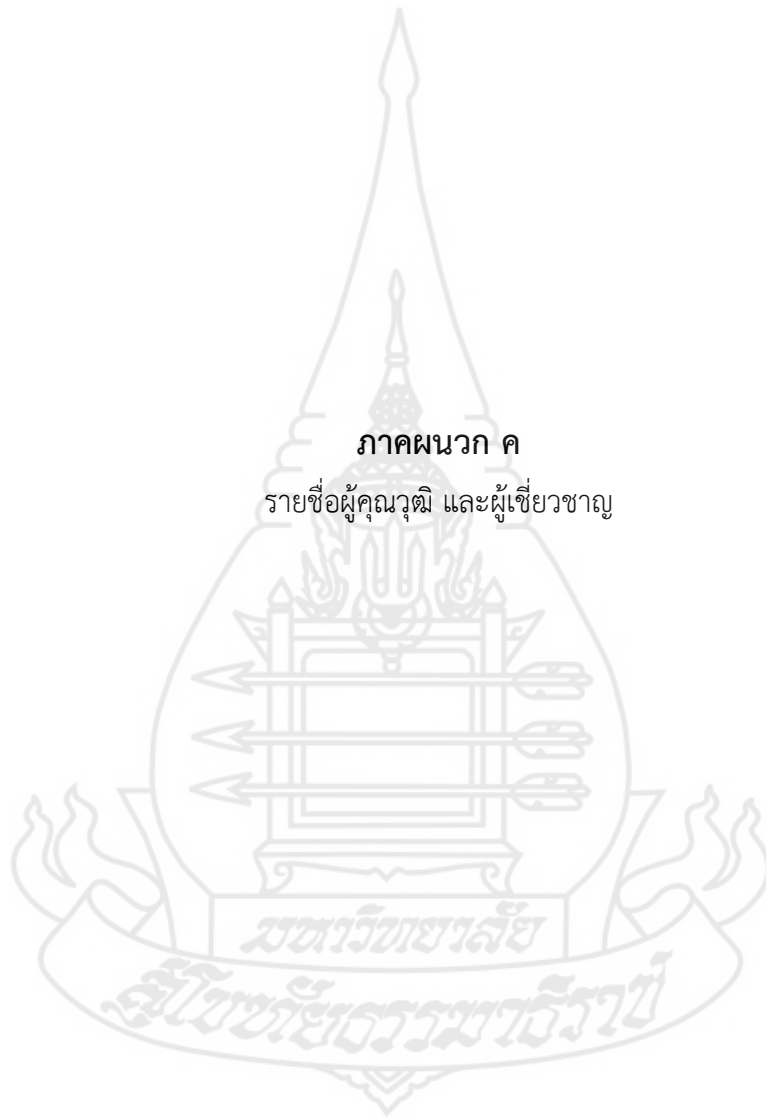 ภาคผนวก ค
รายชื่อผู้คุณวุฒิ และผู้เชี่ยวชาญ
มหาวิทยาลัย
สุโขทัยธรรมาธิราช